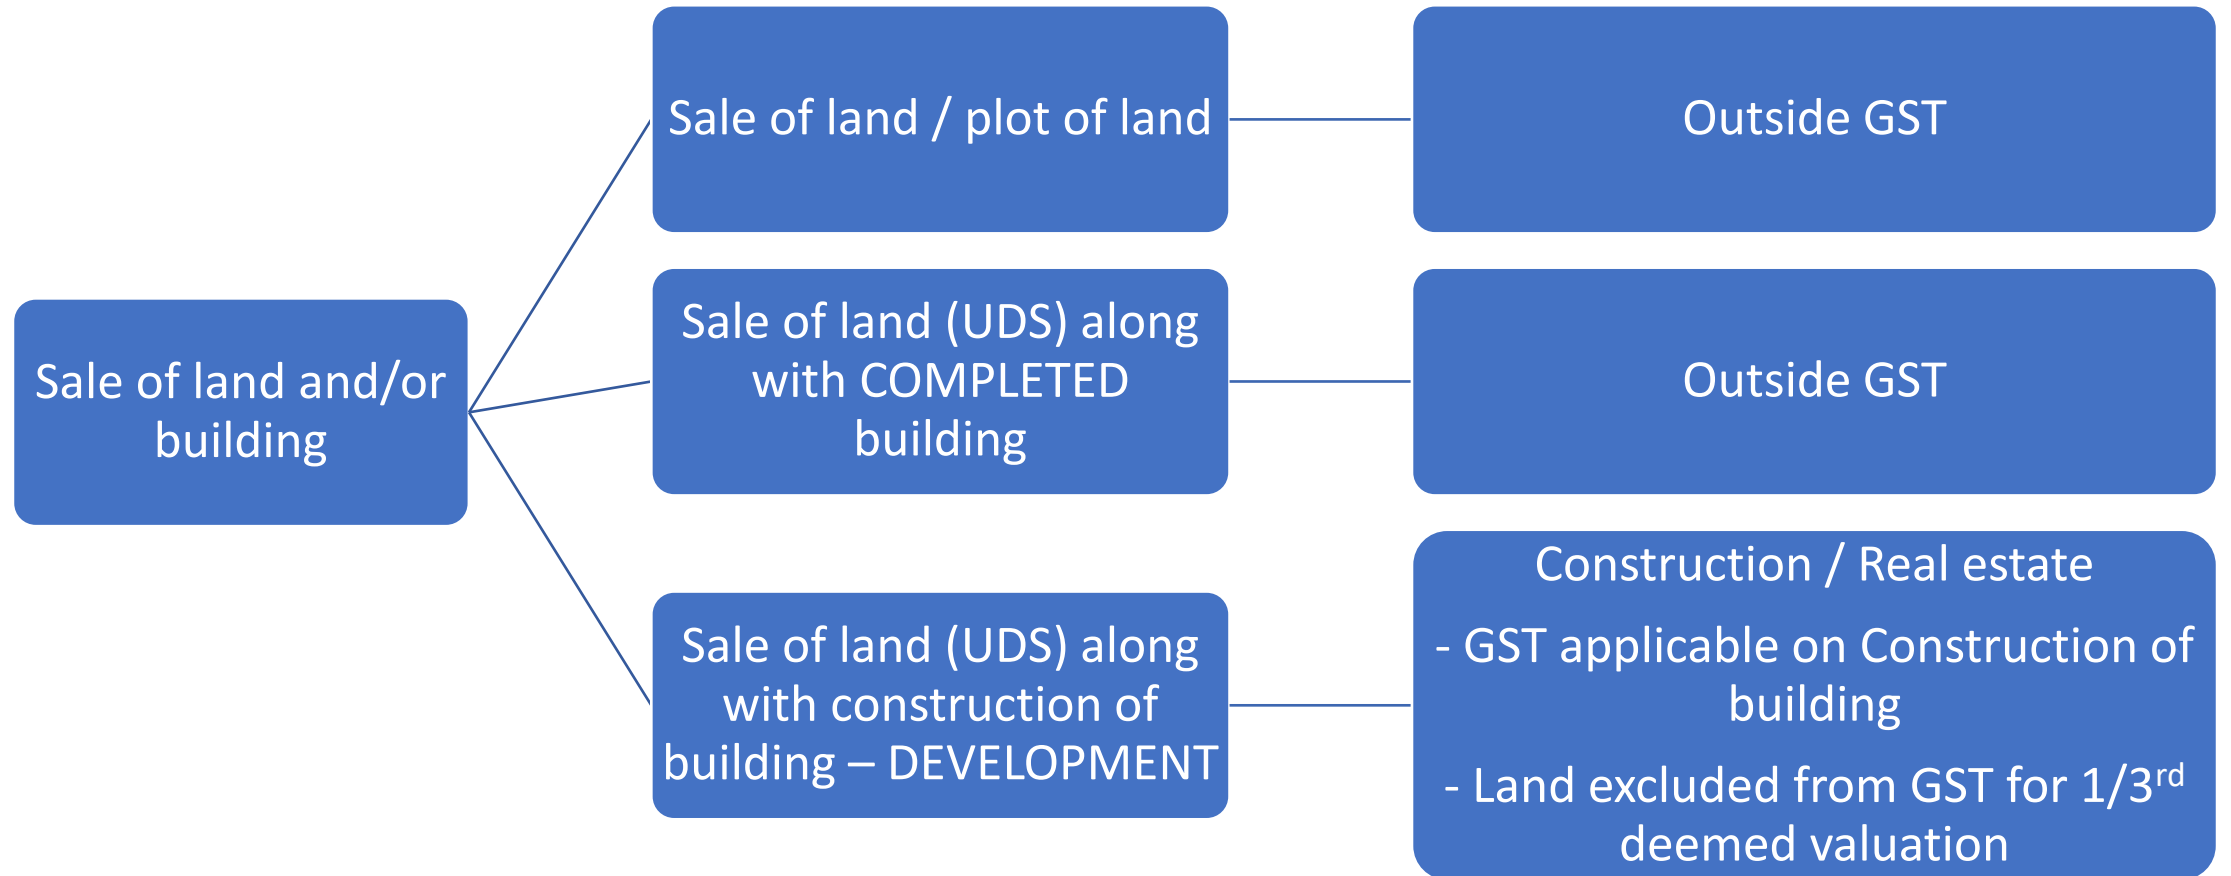 Sale of land and/or
building
Sale of land / plot of land
Outside GST
Sale of land (UDS) along
with COMPLETED
building
Outside GST
Sale of land (UDS) along
with construction of
building – DEVELOPMENT
Construction / Real estate
- GST applicable on Construction of
building
- Land excluded from GST for 1/3rd
deemed valuation